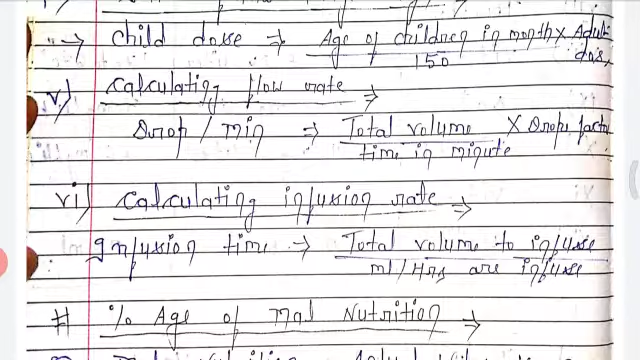 → child dose ⇒ Age of children in month x Adult dos,
150
v) Calculating flow rate ⇒
Drop / min ⇒ Total volume X Drops factor
time in minute
vi) Calculating infusion rate ⇒
Infusion time → Total volume to infuse
ml/Hrs are infuse
# % Age of Mal Nutrition ⇒